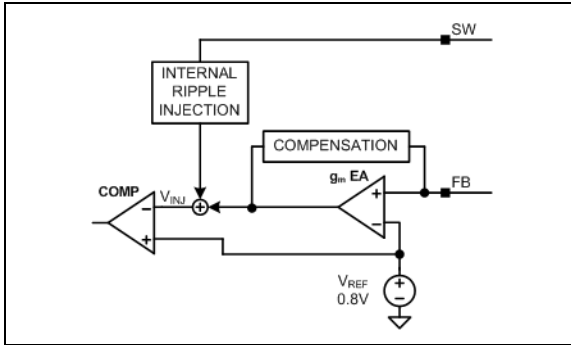 SW
INTERNAL
RIPPLE
INJECTION
COMPENSATION
gm EA
FB
COMP
VINJ
+
−
−
+
+
−
VREF
0.8V
+
−